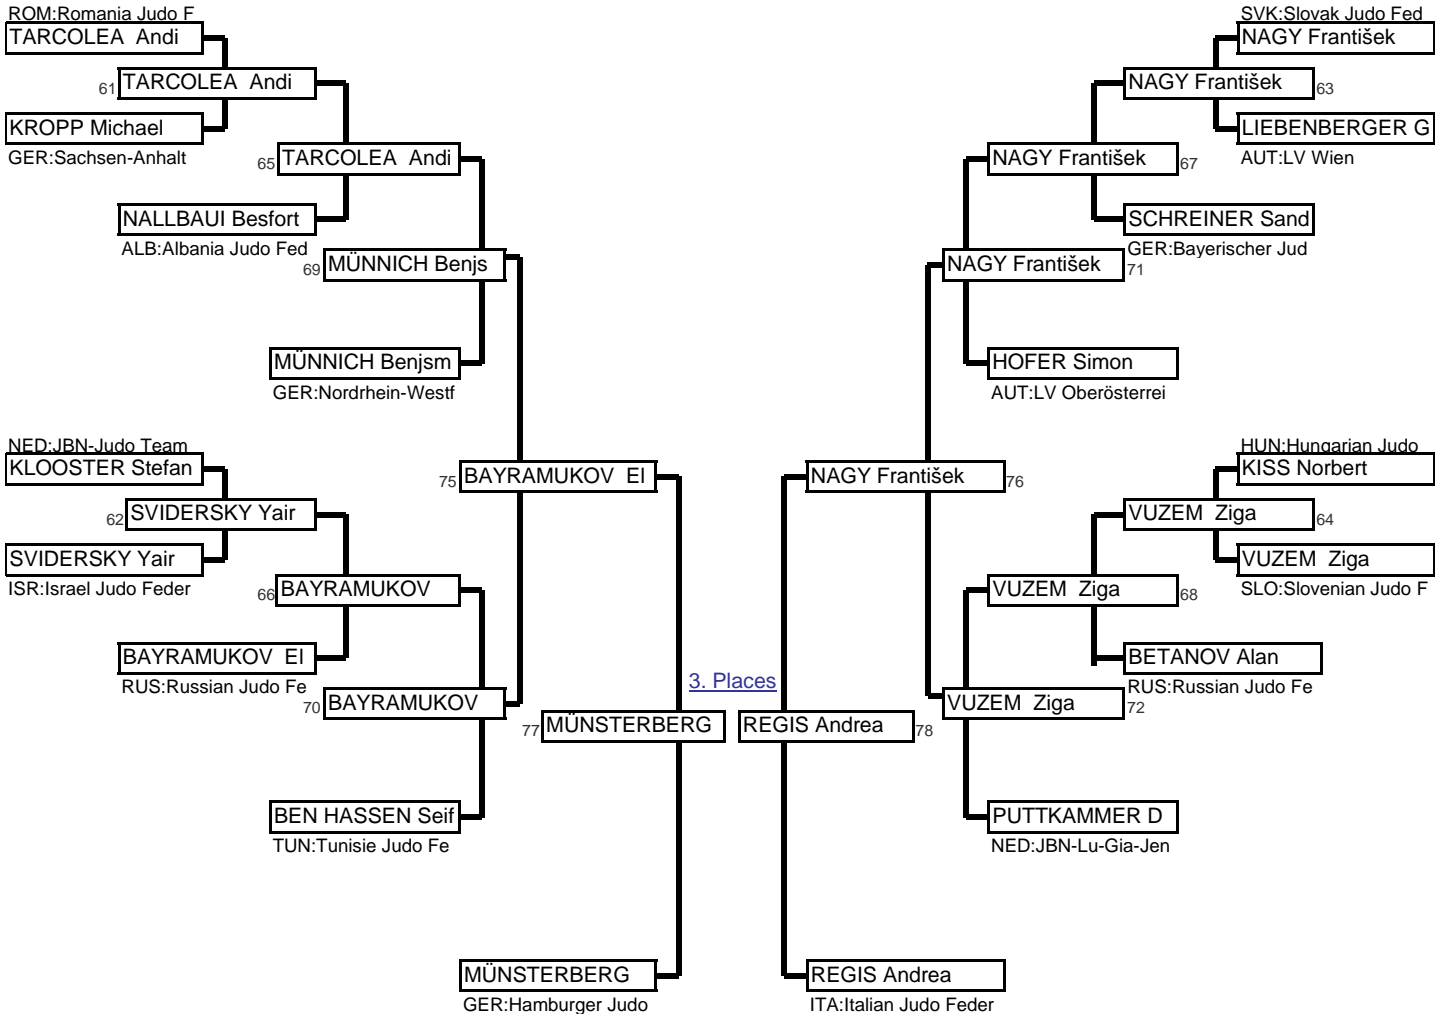 ROM:Romania Judo F
TARCOLEA  Andi
61 TARCOLEA  Andi
KROPP Michael
GER:Sachsen-Anhalt
65 TARCOLEA  Andi
NALLBAUI Besfort
ALB:Albania Judo Fed
69 MÜNNICH Benjs
MÜNNICH Benjsm
GER:Nordrhein-Westf
NED:JBN-Judo Team
KLOOSTER Stefan
75 BAYRAMUKOV  El
62 SVIDERSKY Yair
SVIDERSKY Yair
ISR:Israel Judo Feder
66 BAYRAMUKOV
BAYRAMUKOV  El
RUS:Russian Judo Fe
70 BAYRAMUKOV
77 MÜNSTERBERG
BEN HASSEN Seif
TUN:Tunisie Judo Fe
MÜNSTERBERG
GER:Hamburger Judo
3. Places
SVK:Slovak Judo Fed
NAGY František
NAGY František 63
LIEBENBERGER G
AUT:LV Wien
NAGY František 67
SCHREINER Sand
GER:Bayerischer Jud
NAGY František 71
HOFER Simon
AUT:LV Oberösterrei
HUN:Hungarian Judo
KISS Norbert
NAGY František 76
VUZEM  Ziga 64
VUZEM  Ziga
SLO:Slovenian Judo F
VUZEM  Ziga 68
BETANOV Alan
RUS:Russian Judo Fe
VUZEM  Ziga 72
REGIS Andrea 78
PUTTKAMMER D
NED:JBN-Lu-Gia-Jen
REGIS Andrea
ITA:Italian Judo Feder